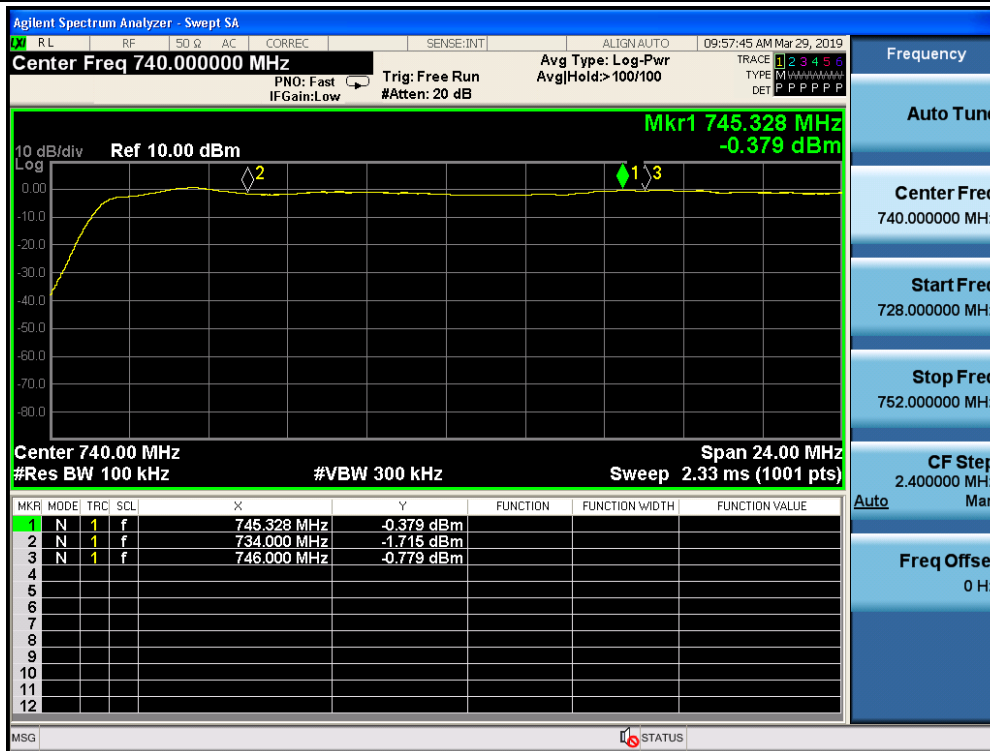 Agilent Spectrum Analyzer - Swept SA
LXI RL RF 50 Ω AC CORREC SENSE:INT ALIGN AUTO 09:57:45 AM Mar 29, 2019
Center Freq 740.000000 MHz
PNO: Fast
IFGain:Low
Trig: Free Run
#Atten: 20 dB
Avg Type: Log-Pwr
Avg|Hold:> 100/100
TRACE 1 2 3 4 5 6
TYPE M W W W W W
DET P P P P P P
Mkr1 745.328 MHz
-0.379 dBm
10 dB/div Ref 10.00 dBm
Log
2
1
3
0.00
-10.0
-20.0
-30.0
-40.0
-50.0
-60.0
-70.0
-80.0
Center 740.00 MHz Span 24.00 MHz
#Res BW 100 kHz #VBW 300 kHz Sweep 2.33 ms (1001 pts)
MKR MODE TRC SCL X Y FUNCTION FUNCTION WIDTH FUNCTION VALUE
1 N 1 f 745.328 MHz -0.379 dBm
2 N 1 f 734.000 MHz -1.715 dBm
3 N 1 f 746.000 MHz -0.779 dBm
4
5
6
7
8
9
10
11
12
MSG STATUS
Frequency
Auto Tune
Center Freq
740.000000 MH
Start Freq
728.000000 MH
Stop Freq
752.000000 MH
CF Step
2.400000 MH
Auto Man
Freq Offse
0 H